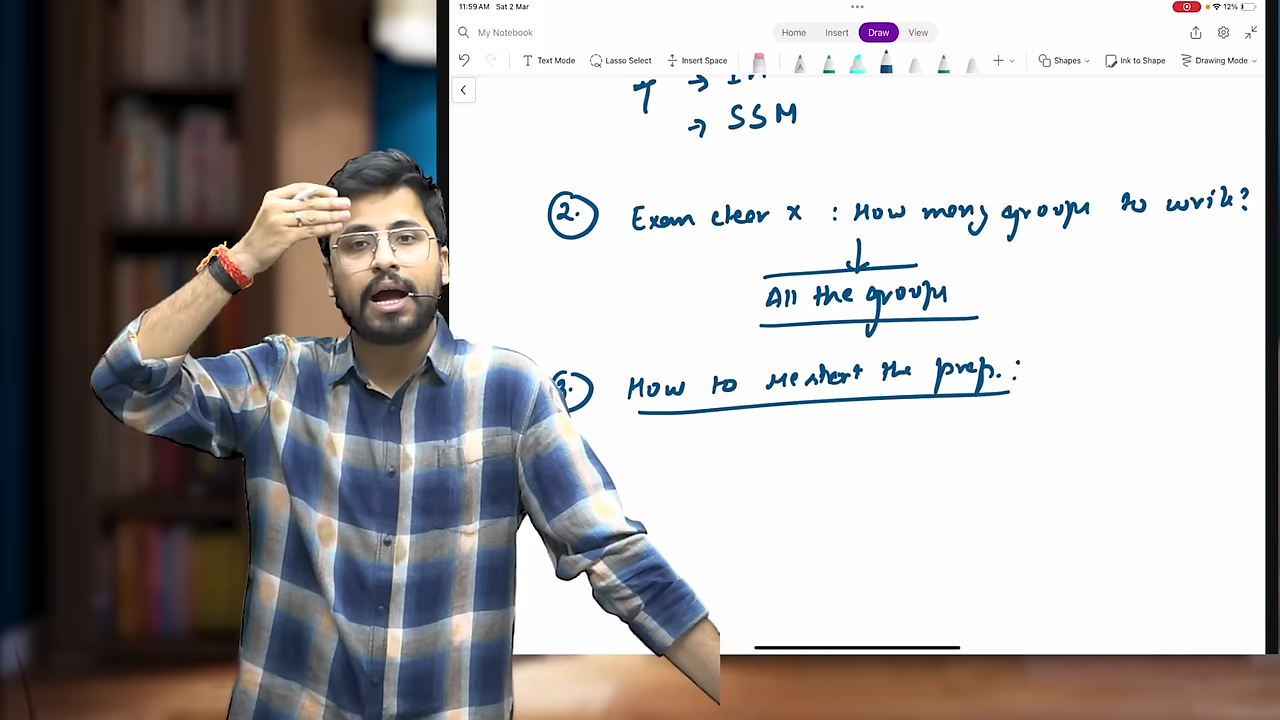 11:59 AM Sat 2 Mar
12%
My Notebook
Home Insert Draw View
Text Mode Lasso Select Insert Space Shapes Ink to Shape Drawing Mode
→ SSM
2. Exam clear x : How many groups to write?
All the groups
How to restart the prep. :